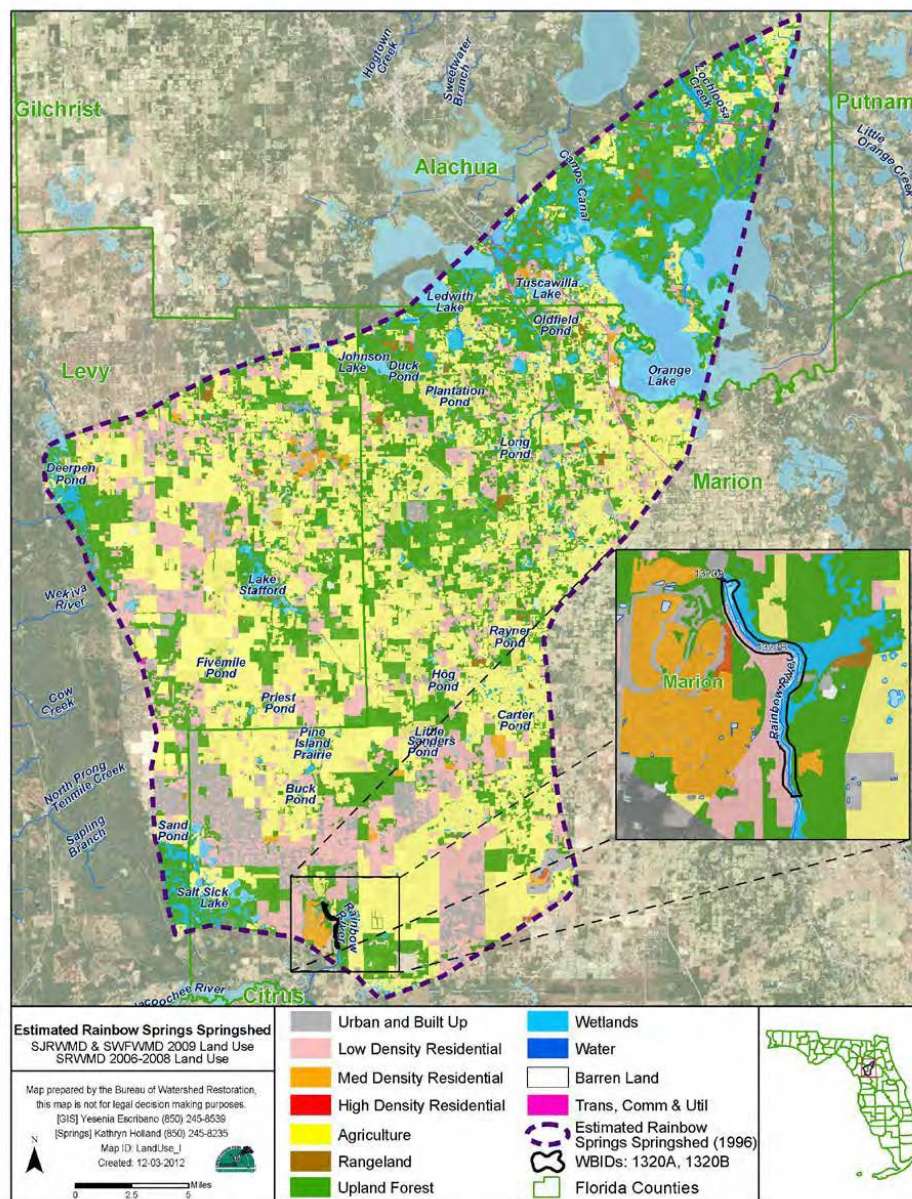 Hogtown
Creek
Sweetwater
Branch
Lochloosa
Creek
Gilchrist
Putnam
Little
Orange Creek
Alachua
Camps Canal
Ledwith
Lake
Tuscawilla
Lake
Oldfield
Pond
Johnson
Lake
Duck
Pond
Levy
Plantation
Pond
Orange
Lake
Long
Pond
Deerpen
Pond
Marion
Wekiva
River
Lake
Stafford
Rayner
Pond
Fivemile
Pond
Hog
Pond
Cow
Creek
Priest
Pond
Carter
Pond
Pine
Island
Prairie
Little
Sanders
Pond
North Prong
Tenmile Creek
Buck
Pond
Sapling
Branch
Sand
Pond
Salt Sick
Lake
Rainbow
River
Citrus
1320A
1320B
Marion
Rainbow River
Estimated Rainbow Springs Springshed
SJRWMD & SWFWMD 2009 Land Use
SRWMD 2006-2008 Land Use
Map prepared by the Bureau of Watershed Restoration,
this map is not for legal decision making purposes.
[GIS] Yesenia Escribano (850) 245-8539
[Springs] Kathryn Holland (850) 245-8235
Map ID: LandUse_I
Created: 12-03-2012
N
Miles
0 2.5 5
Urban and Built Up
Low Density Residential
Med Density Residential
High Density Residential
Agriculture
Rangeland
Upland Forest
Wetlands
Water
Barren Land
Trans, Comm & Util
Estimated Rainbow
Springs Springshed (1996)
WBIDs: 1320A, 1320B
Florida Counties